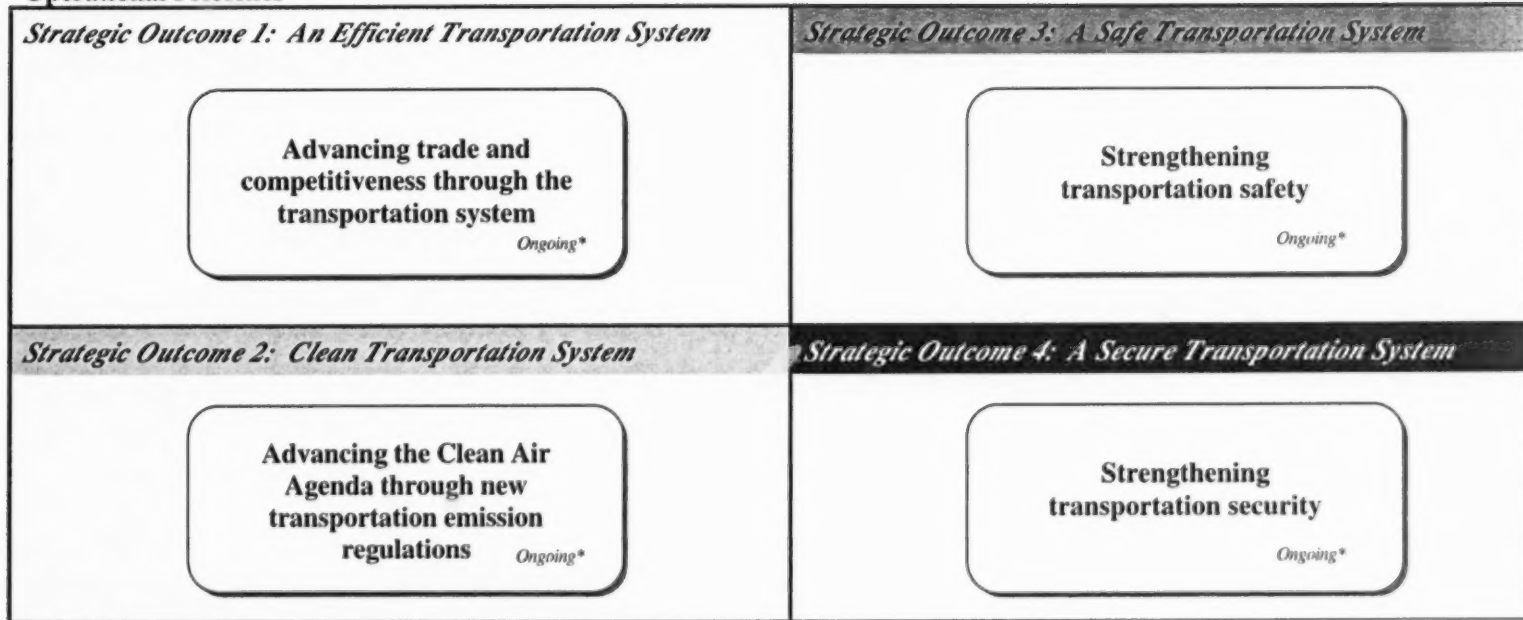 Strategic Outcome 1: An Efficient Transportation System
Advancing trade and
competitiveness through the
transportation system
Ongoing*
Strategic Outcome 3: A Safe Transportation System
Strengthening
transportation safety
Ongoing*
Strategic Outcome 2: Clean Transportation System
Advancing the Clean Air
Agenda through new
transportation emission
regulations Ongoing*
Strategic Outcome 4: A Secure Transportation System
Strengthening
transportation security
Ongoing*